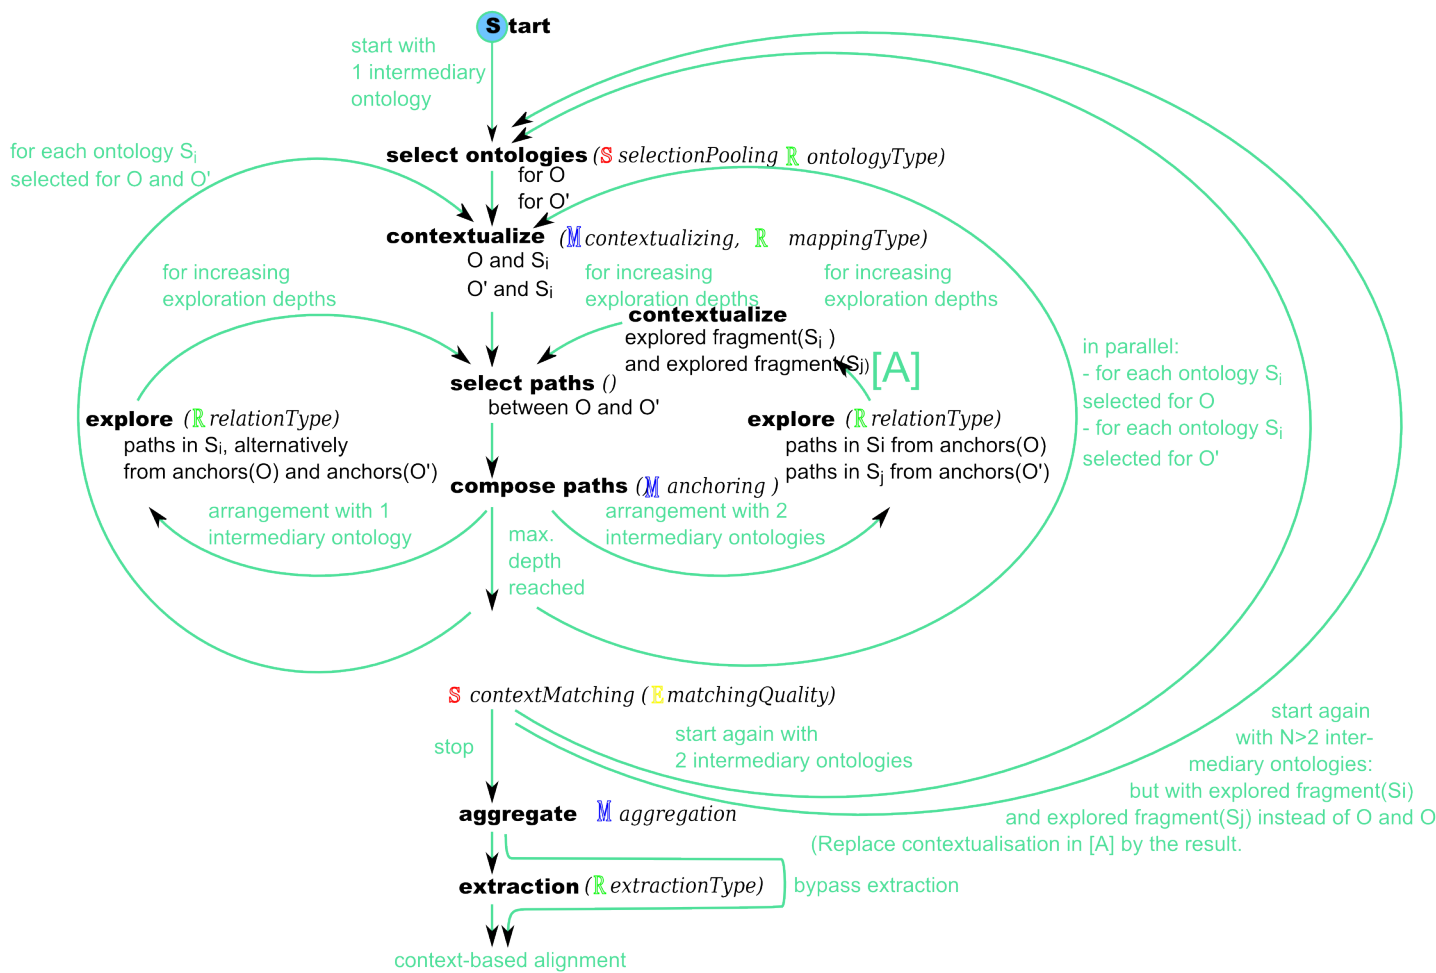 Start
start with
1 intermediary
ontology
for each ontology Si
selected for O and O'
select ontologies (S selectionPooling R ontologyType)
for O
for O'
contextualize (M contextualizing, R mappingType)
O and Si
O' and Si
for increasing
exploration depths
for increasing
exploration depths
for increasing
exploration depths
contextualize
explored fragment(Si )
and explored fragment(Sj)
[A]
in parallel:
- for each ontology Si
selected for O
- for each ontology Si
selected for O'
select paths ()
between O and O'
explore (R relationType)
paths in Si, alternatively
from anchors(O) and anchors(O')
explore (R relationType)
paths in Si from anchors(O)
paths in Sj from anchors(O')
compose paths ()M anchoring )
arrangement with 1
intermediary ontology
max.
depth
reached
arrangement with 2
intermediary ontologies
S contextMatching (E matchingQuality)
stop
start again with
2 intermediary ontologies
start again
with N>2 inter-
mediary ontologies:
but with explored fragment(Si)
and explored fragment(Sj) instead of O and O
(Replace contextualisation in [A] by the result.
aggregate M aggregation
extraction (R extractionType)
bypass extraction
context-based alignment